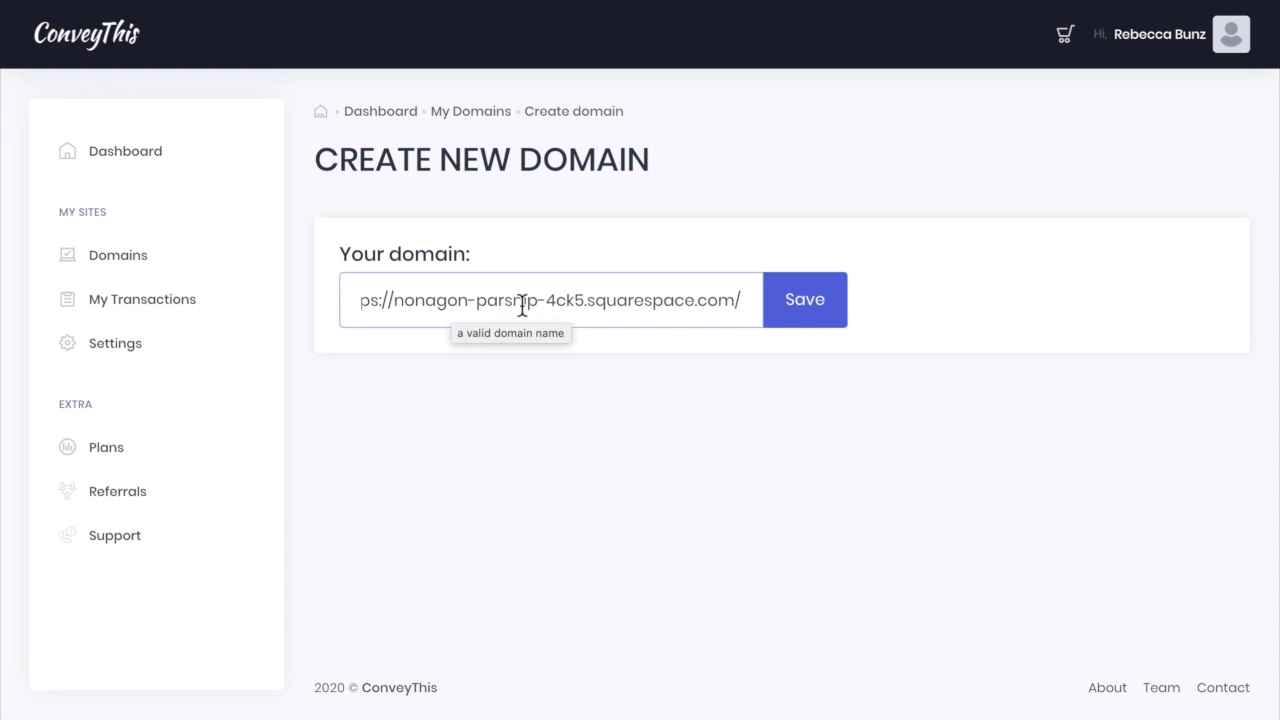 ConveyThis
Hi, Rebecca Bunz
Dashboard
MY SITES
Domains
My Transactions
Settings
EXTRA
Plans
Referrals
Support
Dashboard My Domains Create domain
CREATE NEW DOMAIN
Your domain:
ps://nonagon-parsnip-4ck5.squarespace.com/
Save
a valid domain name
2020 © ConveyThis
About Team Contact